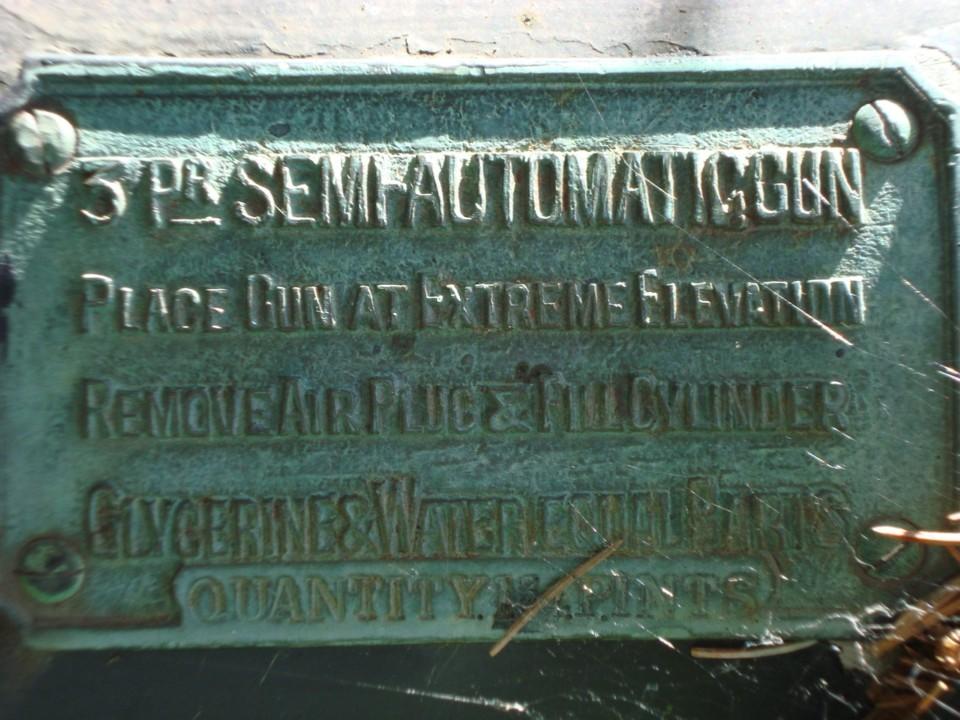 3 PR SEMI-AUTOMATIC GUN
PLACE GUN AT EXTREME ELEVATION
REMOVE AIR PLUG & FILL CYLINDER
GLYCERINE & WATER EQUAL PARTS
QUANTITY PINTS